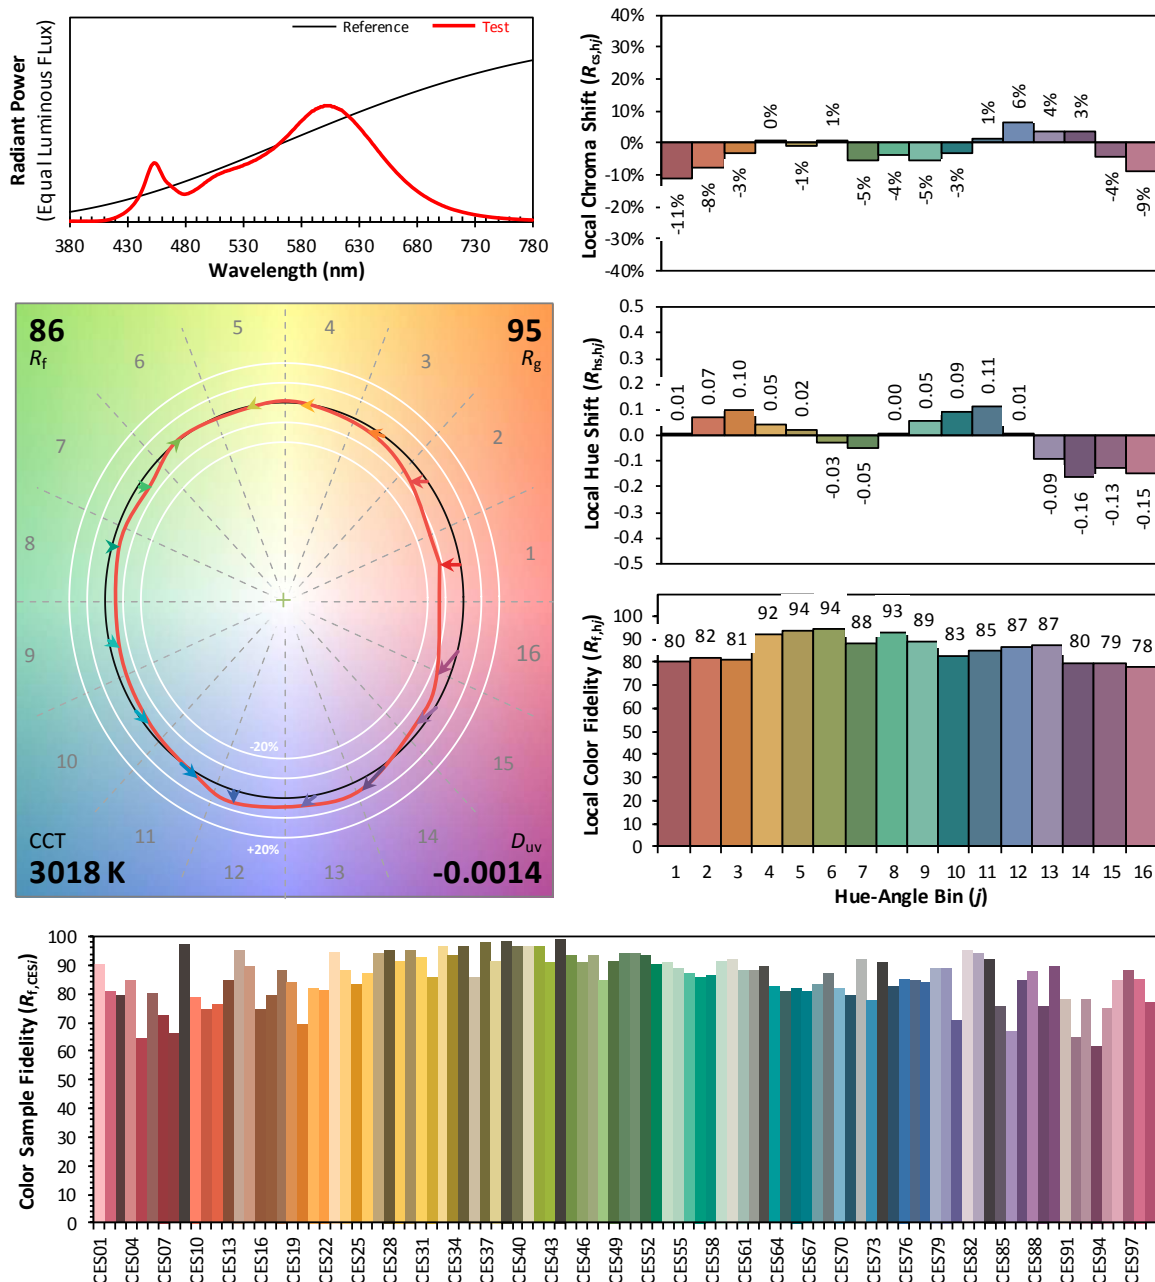 Radiant Power
(Equal Luminous FLux)
Reference
Test
380 430 480 530 580 630 680 730 780
Wavelength (nm)
Local Chroma Shift (Rcs,hj)
40%
30%
20%
10%
0%
-10%
-20%
-30%
-40%
-11% -8% -3% 0% -1% 1% -5% -4% -5% -3% 1% 6% 4% 3% -4% -9%
86
Rf
95
Rg
5 4
6 3
7 2
8 1
9 16
10 15
11 14
12 13
-20%
+20%
CCT
3018 K
Duv
-0.0014
Local Hue Shift (Rhs,hj)
0.5
0.4
0.3
0.2
0.1
0.0
-0.1
-0.2
-0.3
-0.4
-0.5
0.01 0.07 0.10 0.05 0.02 -0.03 -0.05 0.00 0.05 0.09 0.11 0.01 -0.09 -0.16 -0.13 -0.15
Local Color Fidelity (Rf,hj)
100
90
80
70
60
50
40
30
20
10
0
80 82 81 92 94 94 88 93 89 83 85 87 87 80 79 78
1 2 3 4 5 6 7 8 9 10 11 12 13 14 15 16
Hue-Angle Bin (j)
Color Sample Fidelity (Rf,CESi)
100
90
80
70
60
50
40
30
20
10
0
CES01 CES04 CES07 CES10 CES13 CES16 CES19 CES22 CES25 CES28 CES31 CES34 CES37 CES40 CES43 CES46 CES49 CES52 CES55 CES58 CES61 CES64 CES67 CES70 CES73 CES76 CES79 CES82 CES85 CES88 CES91 CES94 CES97